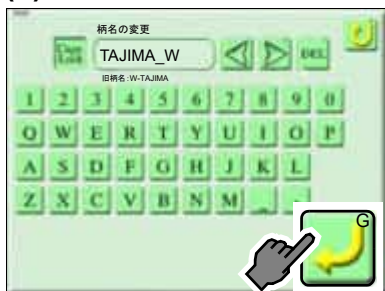 柄名の変更
Caps Lock TAJIMA_W DEL
旧柄名:W-TAJIMA
1 2 3 4 5 6 7 8 9 0
Q W E R T Y U I O P
A S D F G H J K L
Z X C V B N M _
G